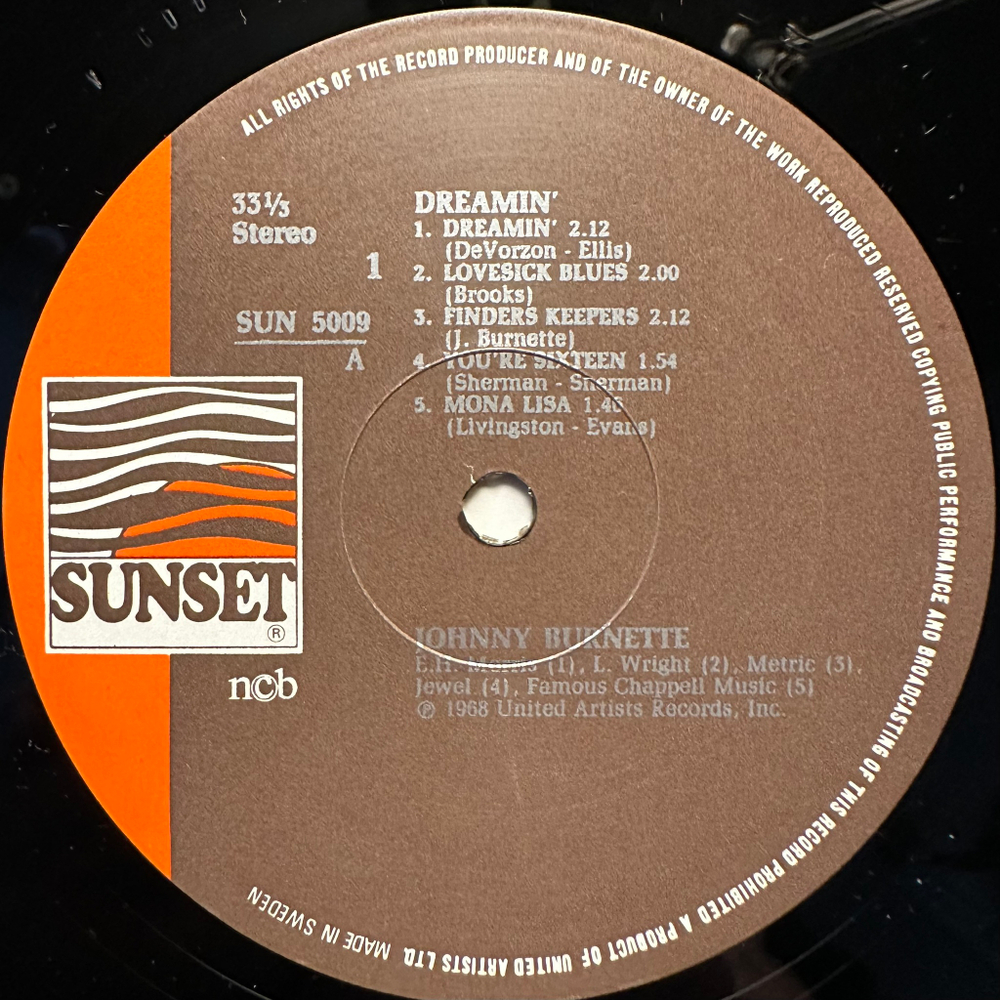 ALL RIGHTS OF THE RECORD PRODUCER AND OF THE OWNER OF THE WORK REPRODUCED RESERVED COPYING PUBLIC PERFORMANCE AND BROADCASTING OF THIS RECORD PROHIBITED A PRODUCT OF UNITED ARTISTS LTD. MADE IN SWEDEN
33⅓
Stereo
1
SUN 5009
A
DREAMIN'
1. DREAMIN' 2.12
(DeVorzon - Ellis)
2. LOVESICK BLUES 2.00
(Brooks)
3. FINDERS KEEPERS 2.12
(J. Burnette)
4. YOU'RE SIXTEEN 1.54
(Sherman - Sherman)
5. MONA LISA
(Livingston - Evans)
SUNSET
®
n©b
JOHNNY BURNETTE
E.H. Morris (1), L. Wright (2), Metric (3),
Jewel (4), Famous Chappell Music (5)
℗ 1968 United Artists Records, Inc.